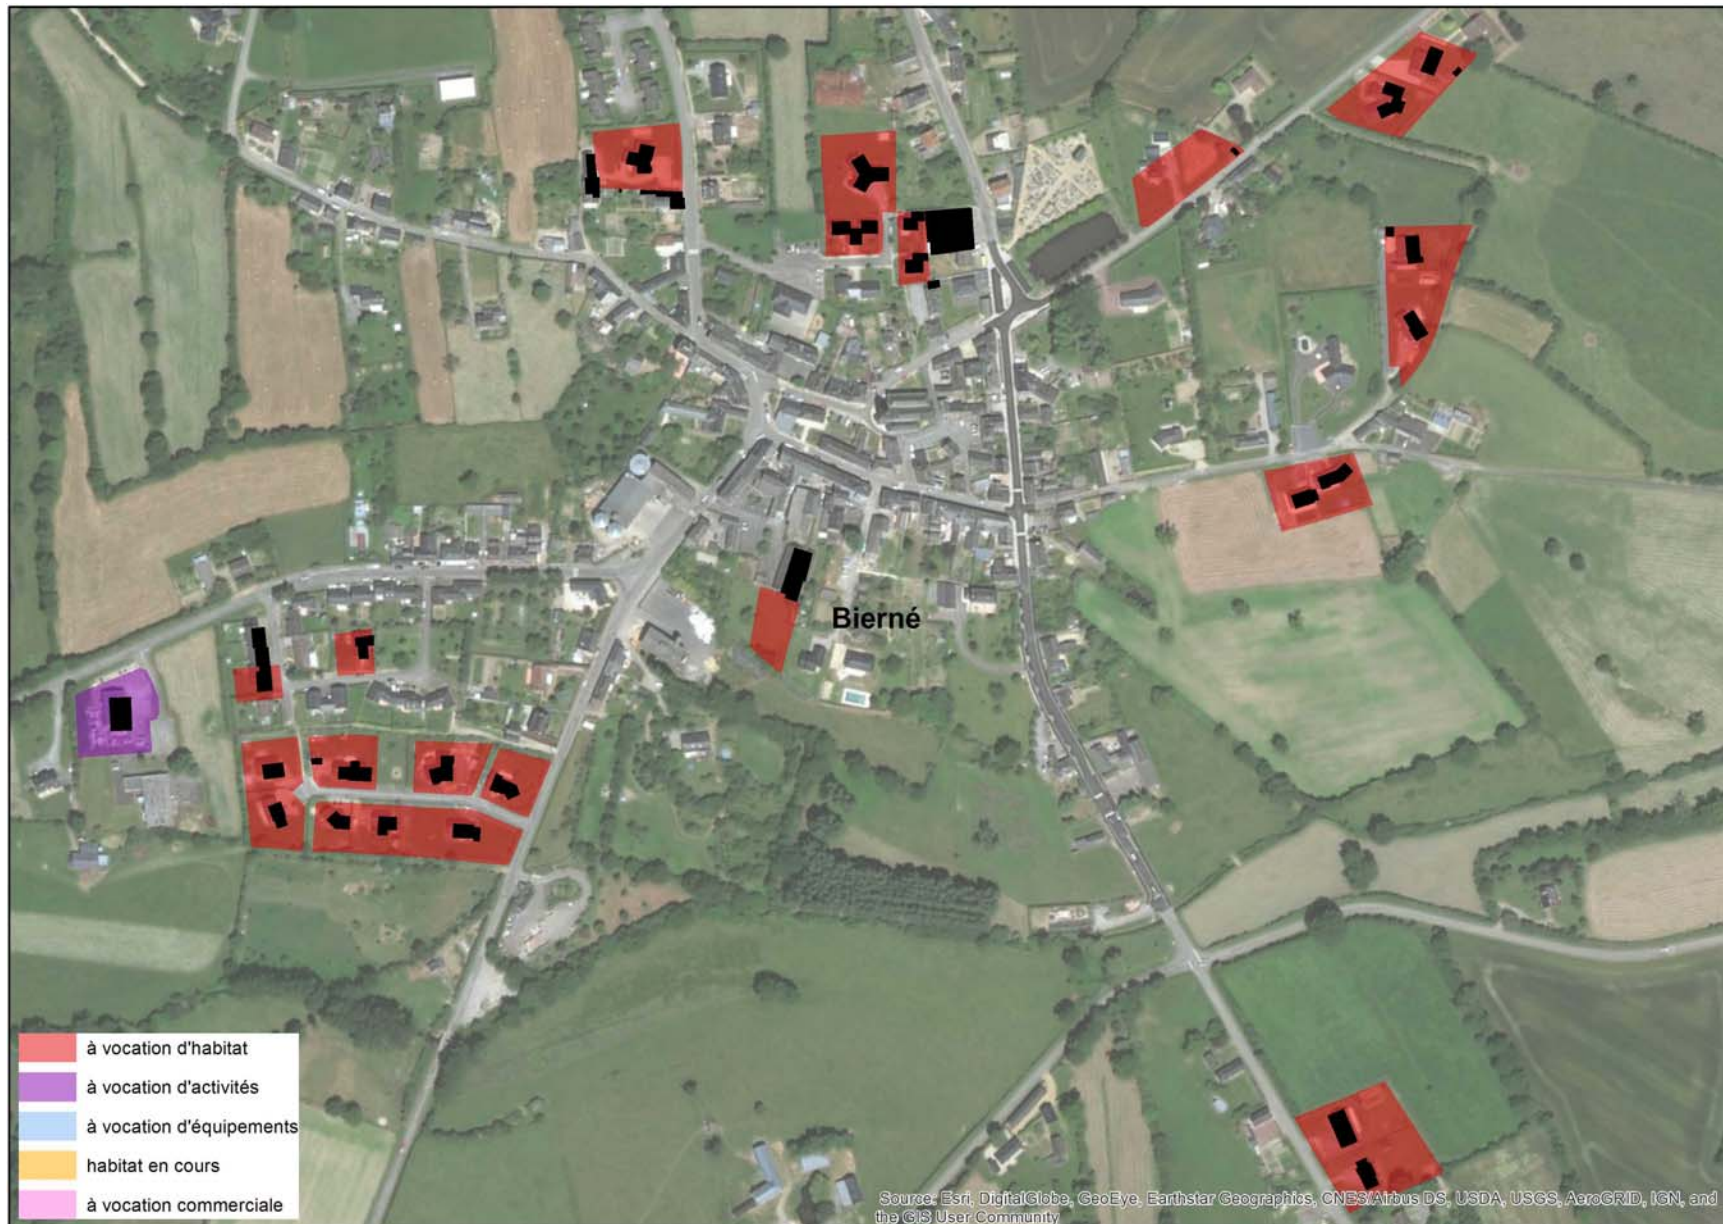 Bierné
à vocation d'habitat
à vocation d'activités
à vocation d'équipements
habitat en cours
à vocation commerciale
Source: Esri, DigitalGlobe, GeoEye, Earthstar Geographics, CNES/Airbus DS, USDA, USGS, AeroGRID, IGN, and
the GIS User Community